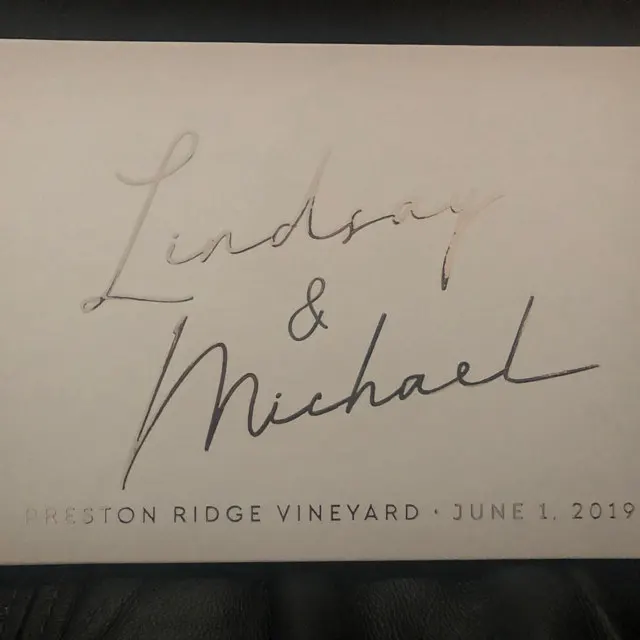 Lindsay
&
Michael
PRESTON RIDGE VINEYARD • JUNE 1, 2019